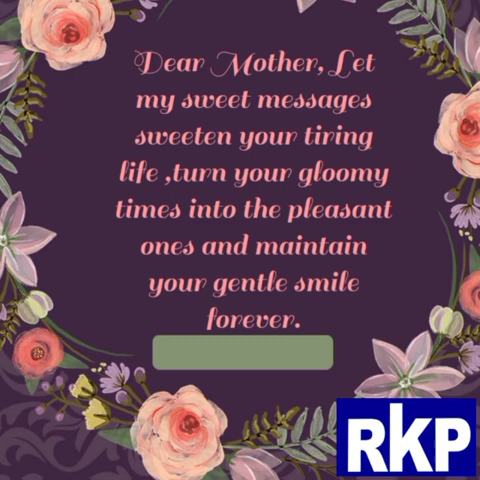 Dear Mother, Let
my sweet messages
sweeten your tiring
life ,turn your gloomy
times into the pleasant
ones and maintain
your gentle smile
forever.
RKP